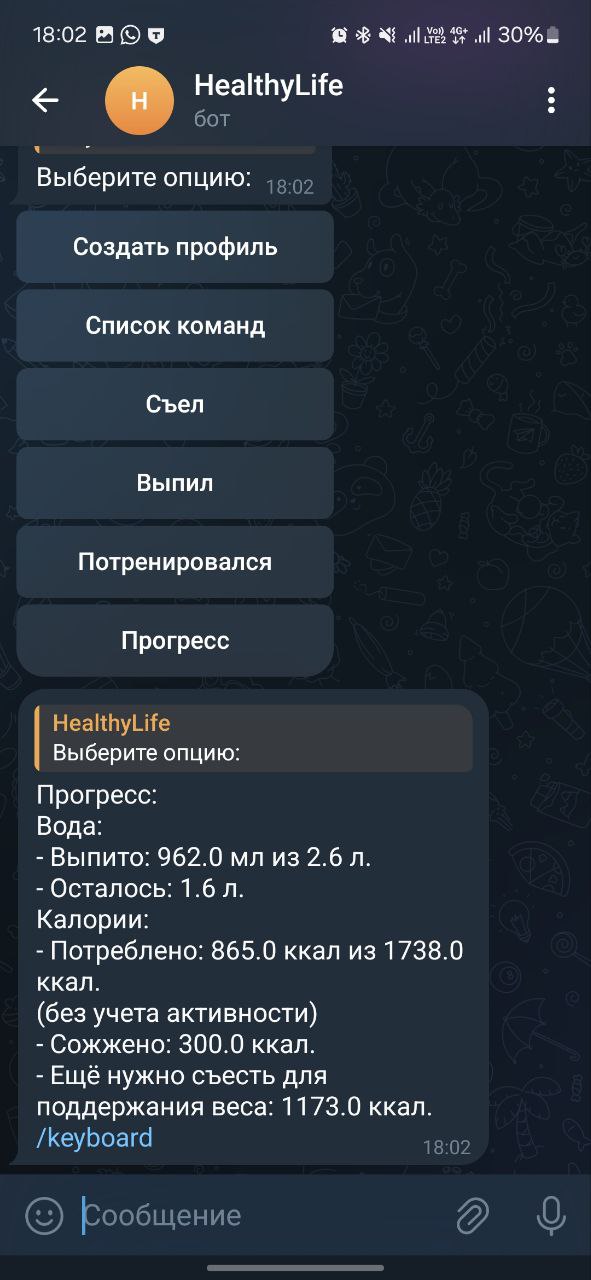 18:02
Vo))
LTE2
4G+
30%
H
HealthyLife
бот
Выберите опцию:
18:02
Создать профиль
Список команд
Съел
Выпил
Потренировался
Прогресс
HealthyLife
Выберите опцию:
Прогресс:
Вода:
- Выпито: 962.0 мл из 2.6 л.
- Осталось: 1.6 л.
Калории:
- Потреблено: 865.0 ккал из 1738.0
ккал.
(без учета активности)
- Сожжено: 300.0 ккал.
- Ещё нужно съесть для
поддержания веса: 1173.0 ккал.
/keyboard
18:02
Сообщение